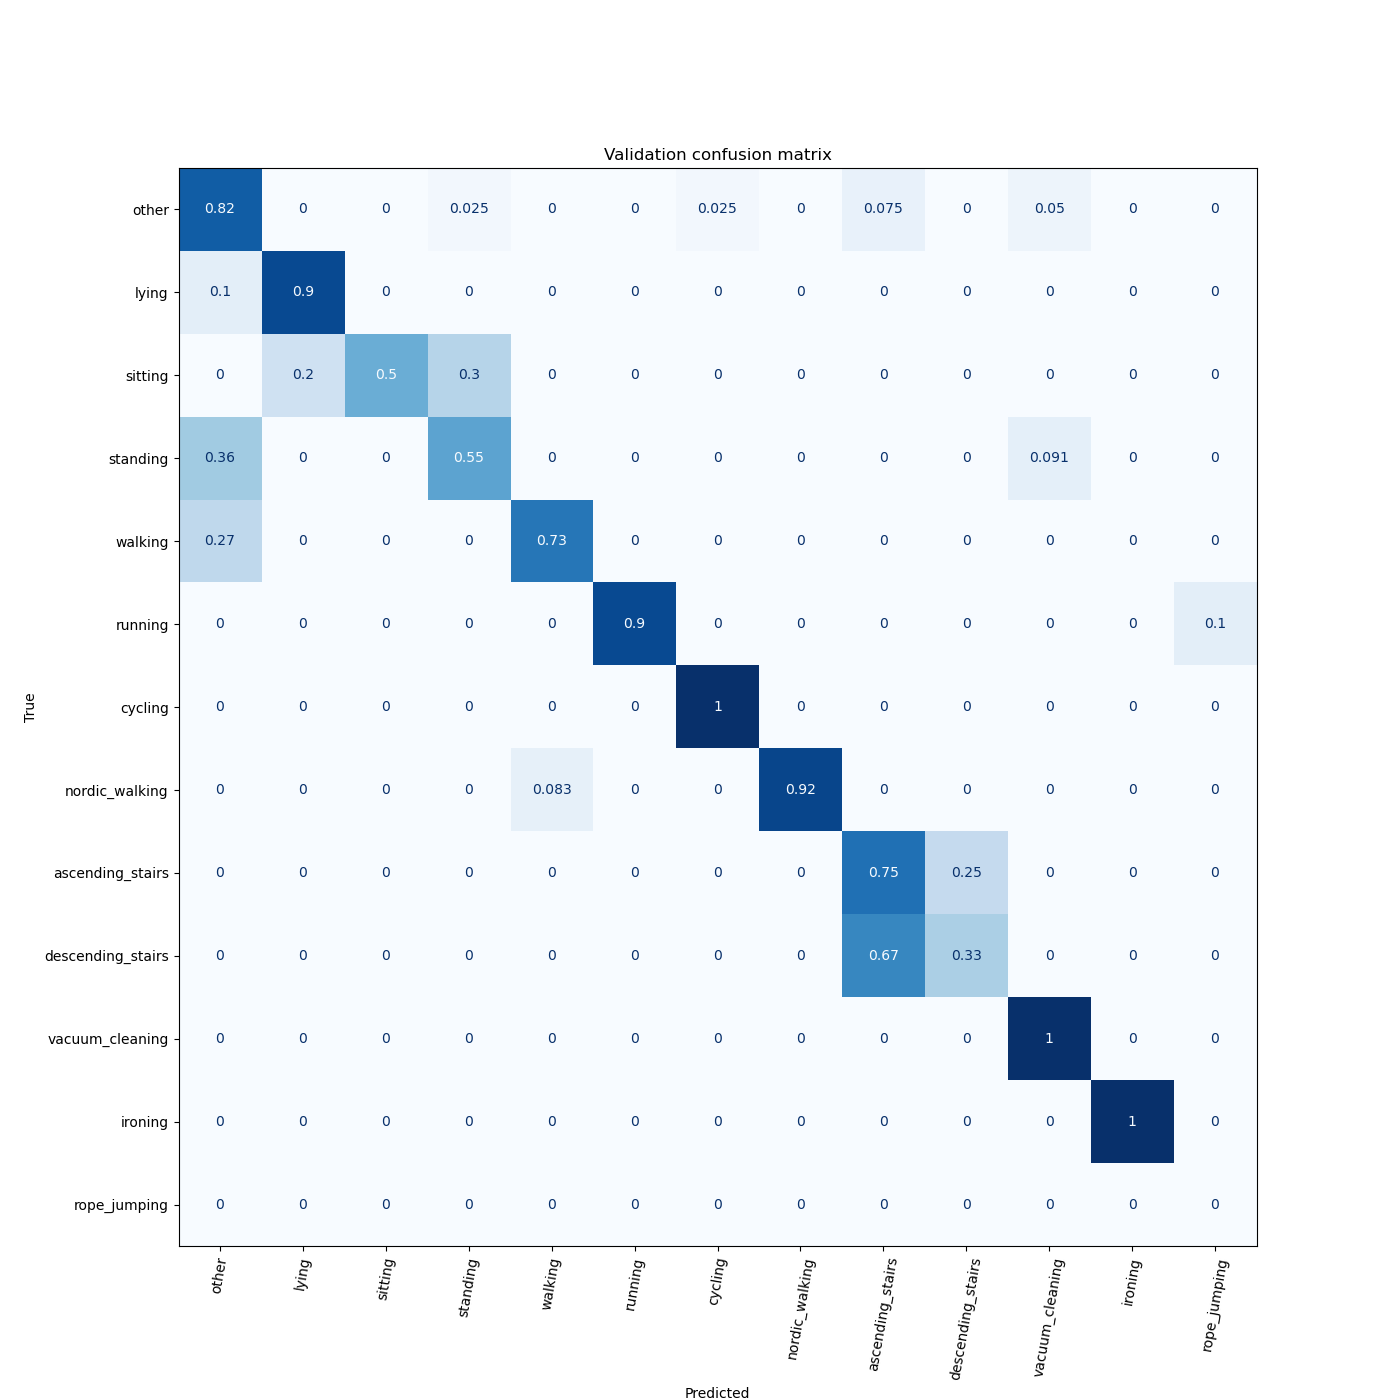 Validation confusion matrix
other 0.82 0 0 0.025 0 0 0.025 0 0.075 0 0.05 0 0
lying 0.1 0.9 0 0 0 0 0 0 0 0 0 0 0
sitting 0 0.2 0.5 0.3 0 0 0 0 0 0 0 0 0
standing 0.36 0 0 0.55 0 0 0 0 0 0 0.091 0 0
walking 0.27 0 0 0 0.73 0 0 0 0 0 0 0 0
running 0 0 0 0 0 0.9 0 0 0 0 0 0 0.1
True
cycling 0 0 0 0 0 0 1 0 0 0 0 0 0
nordic_walking 0 0 0 0 0.083 0 0 0.92 0 0 0 0 0
ascending_stairs 0 0 0 0 0 0 0 0 0.75 0.25 0 0 0
descending_stairs 0 0 0 0 0 0 0 0 0.67 0.33 0 0 0
vacuum_cleaning 0 0 0 0 0 0 0 0 0 0 1 0 0
ironing 0 0 0 0 0 0 0 0 0 0 0 1 0
rope_jumping 0 0 0 0 0 0 0 0 0 0 0 0 0
other lying sitting standing walking running cycling nordic_walking ascending_stairs descending_stairs vacuum_cleaning ironing rope_jumping
Predicted